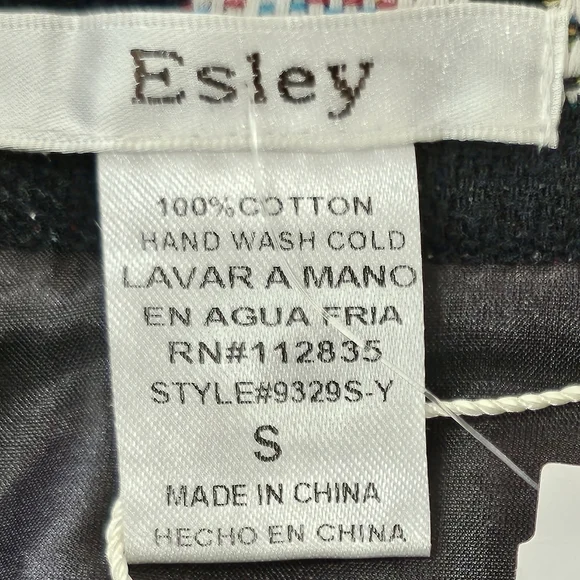 Esley
100% COTTON
HAND WASH COLD
LAVAR A MANO
EN AGUA FRIA
RN#112835
STYLE#9329S-Y
S
MADE IN CHINA
HECHO EN CHINA